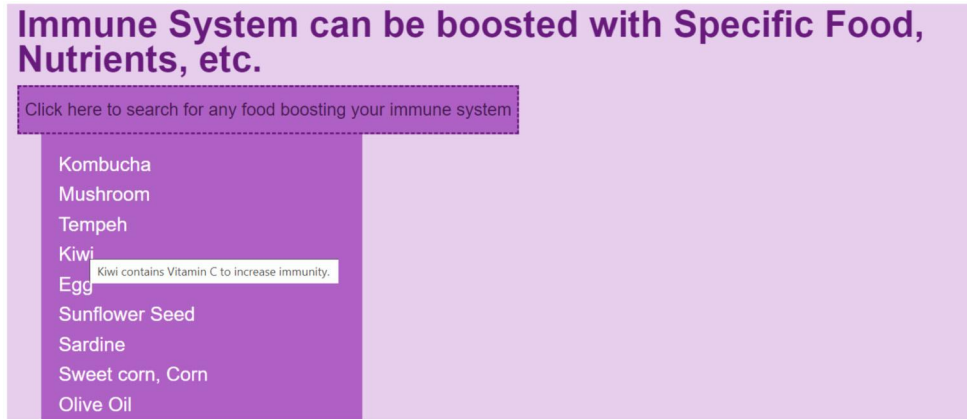 Immune System can be boosted with Specific Food,
Nutrients, etc.
Click here to search for any food boosting your immune system
Kombucha
Mushroom
Tempeh
Kiwi
Kiwi contains Vitamin C to increase immunity.
Egg
Sunflower Seed
Sardine
Sweet corn, Corn
Olive Oil